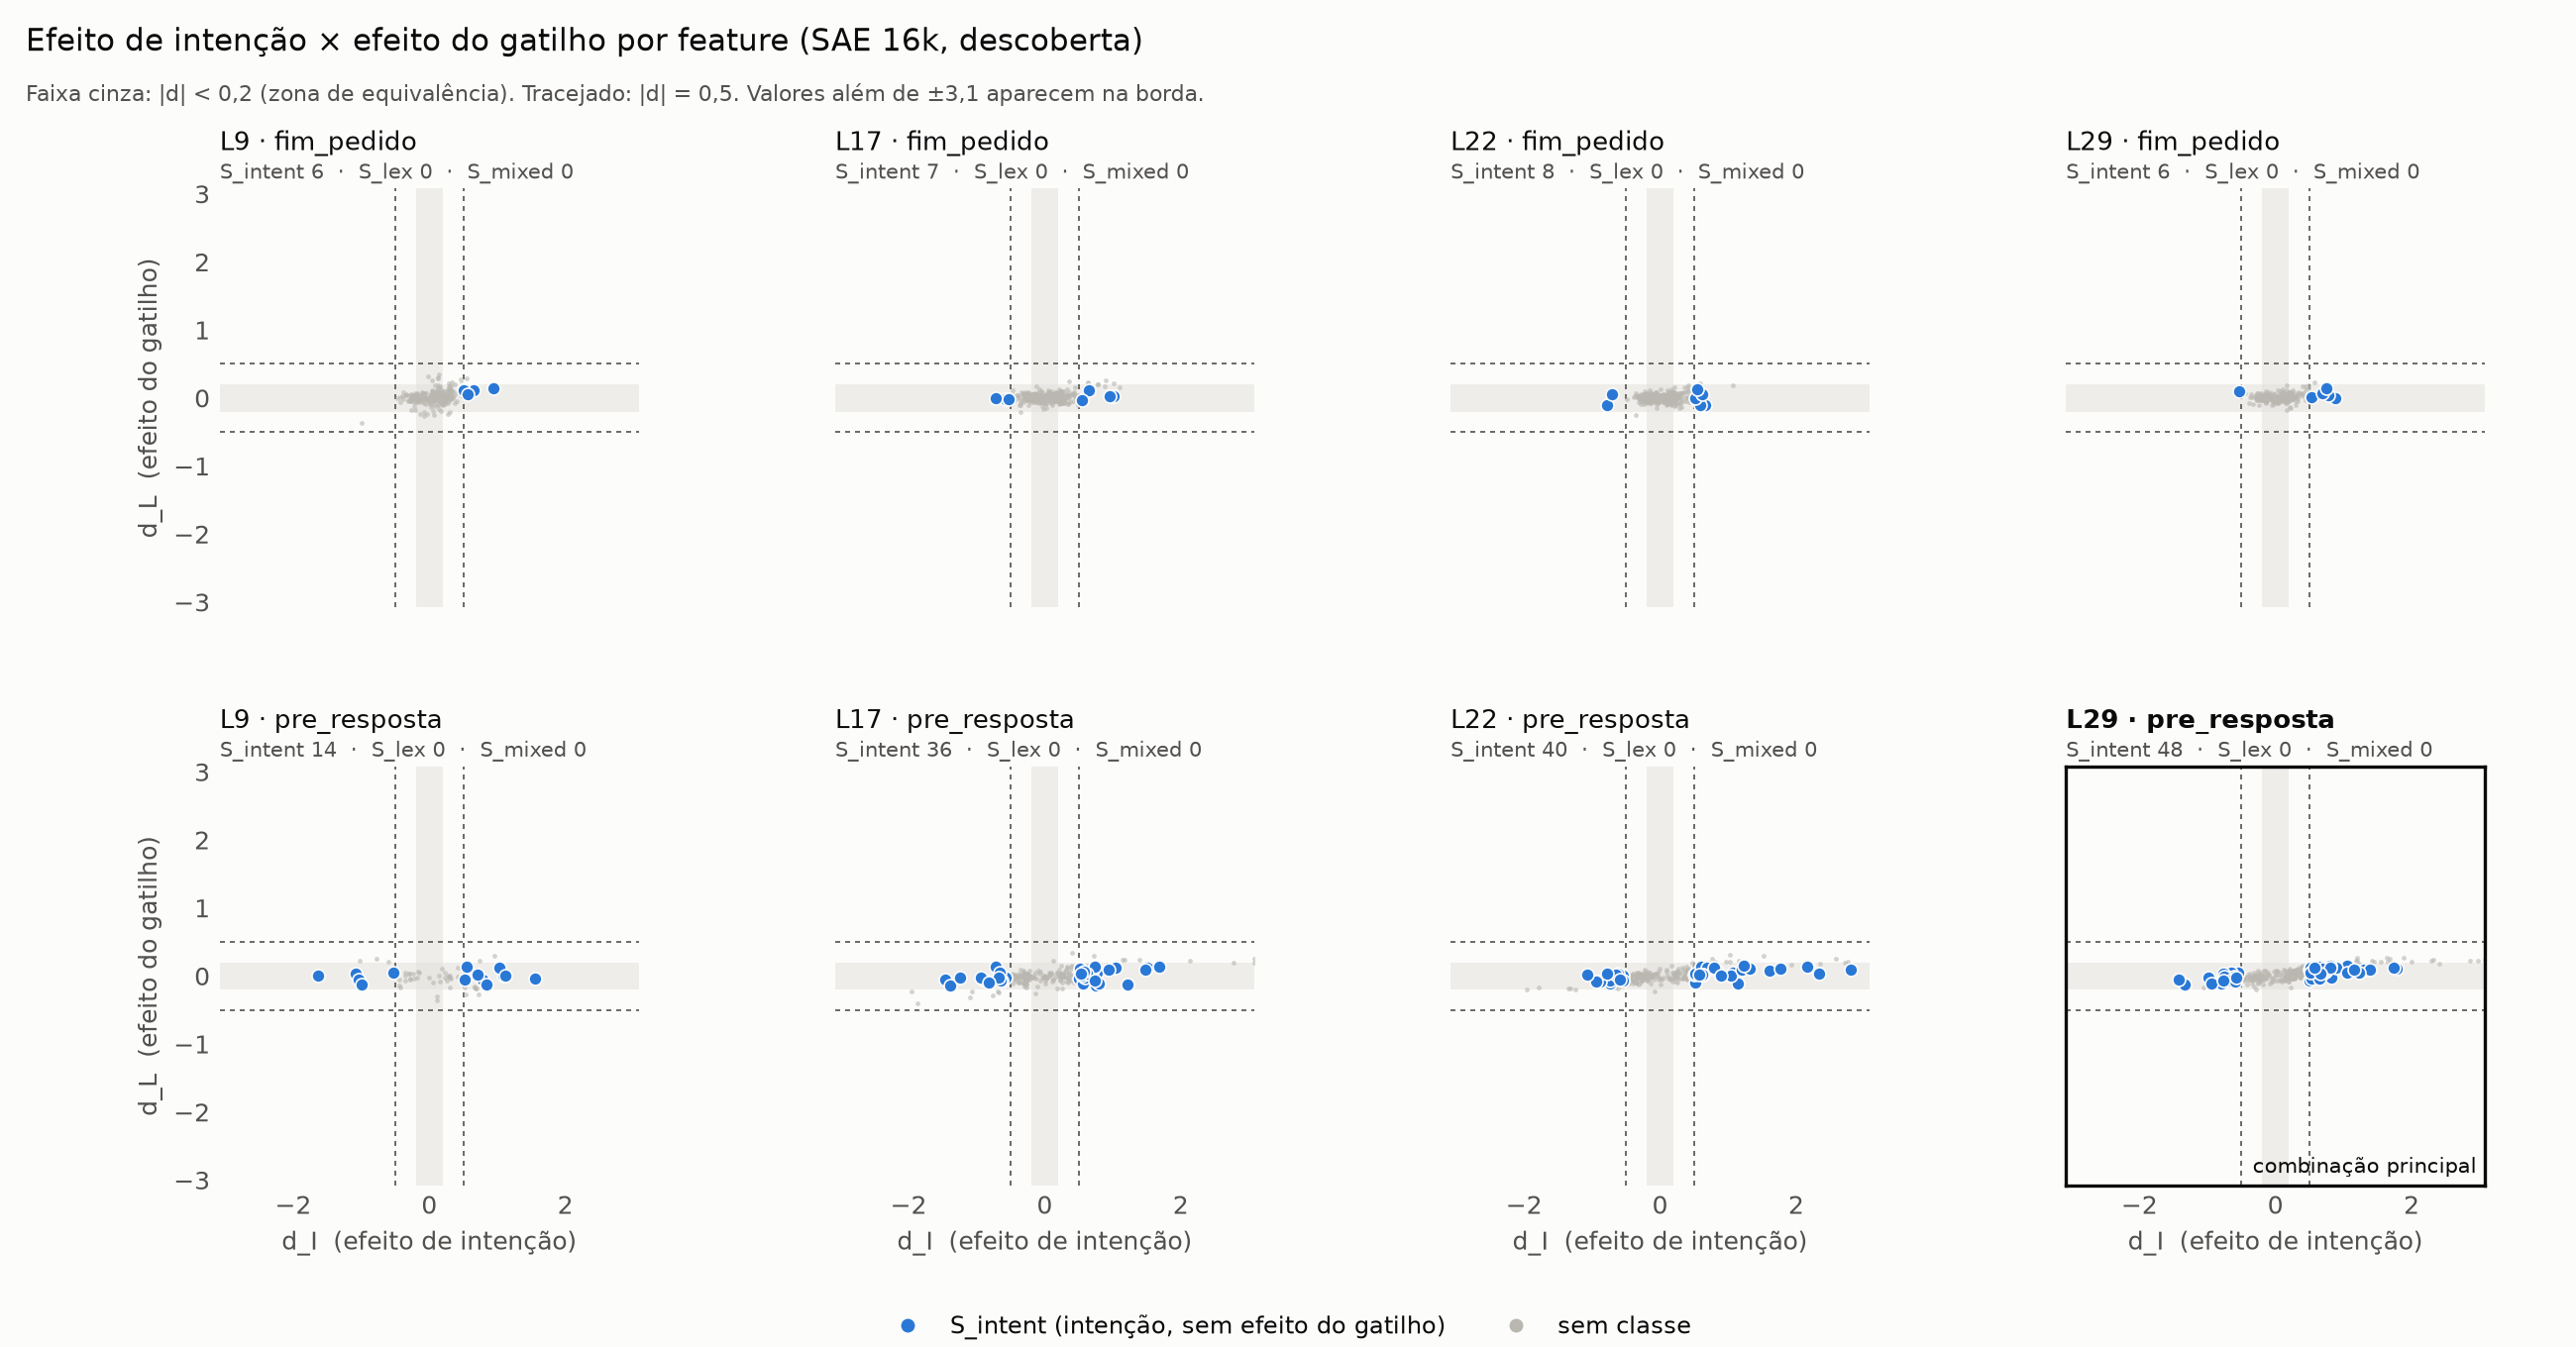 Efeito de intenção × efeito do gatilho por feature (SAE 16k, descoberta)
Faixa cinza: |d| < 0,2 (zona de equivalência). Tracejado: |d| = 0,5. Valores além de ±3,1 aparecem na borda.
L9 · fim_pedido
S_intent 6 · S_lex 0 · S_mixed 0
L17 · fim_pedido
S_intent 7 · S_lex 0 · S_mixed 0
L22 · fim_pedido
S_intent 8 · S_lex 0 · S_mixed 0
L29 · fim_pedido
S_intent 6 · S_lex 0 · S_mixed 0
3
2
1
0
−1
−2
−3
d_L (efeito do gatilho)
L9 · pre_resposta
S_intent 14 · S_lex 0 · S_mixed 0
L17 · pre_resposta
S_intent 36 · S_lex 0 · S_mixed 0
L22 · pre_resposta
S_intent 40 · S_lex 0 · S_mixed 0
L29 · pre_resposta
S_intent 48 · S_lex 0 · S_mixed 0
3
2
1
0
−1
−2
−3
d_L (efeito do gatilho)
combinação principal
−2 0 2
−2 0 2
−2 0 2
−2 0 2
d_I (efeito de intenção)
d_I (efeito de intenção)
d_I (efeito de intenção)
d_I (efeito de intenção)
S_intent (intenção, sem efeito do gatilho)
sem classe